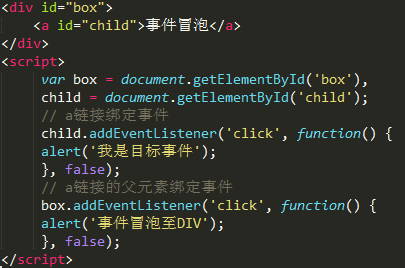 <div id="box">
    <a id="child">事件冒泡</a>
</div>
<script>
    var box = document.getElementById('box'),
    child = document.getElementById('child');
    // a链接绑定事件
    child.addEventListener('click', function() {
    alert('我是目标事件');
    }, false);
    // a链接的父元素绑定事件
    box.addEventListener('click', function() {
    alert('事件冒泡至DIV');
    }, false);
</script>